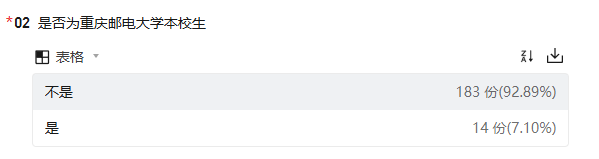 *02 是否为重庆邮电大学本校生
表格
不是 183 份(92.89%)
是 14 份(7.10%)